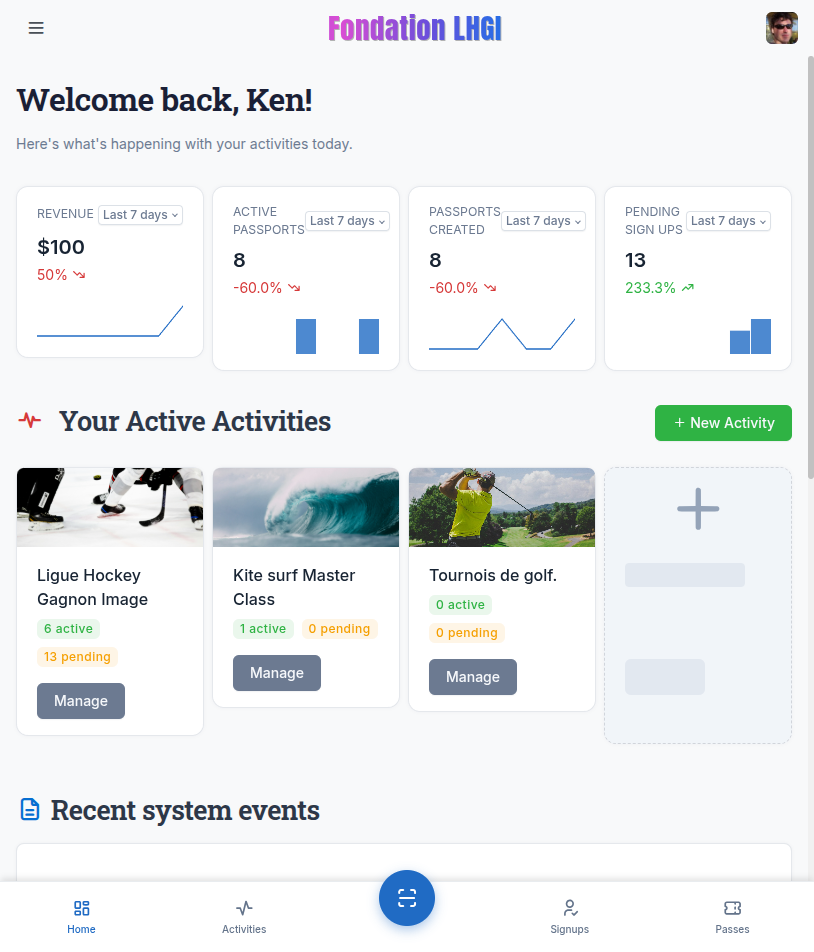 Fondation LHGI
Welcome back, Ken!
Here's what's happening with your activities today.
REVENUE
Last 7 days
$100
50%
ACTIVE
PASSPORTS
Last 7 days
8
-60.0%
PASSPORTS
CREATED
Last 7 days
8
-60.0%
PENDING
SIGN UPS
Last 7 days
13
233.3%
Your Active Activities
+ New Activity
Ligue Hockey
Gagnon Image
6 active
13 pending
Manage
Kite surf Master
Class
1 active 0 pending
Manage
Tournois de golf.
0 active
0 pending
Manage
Recent system events
Home
Activities
Signups
Passes